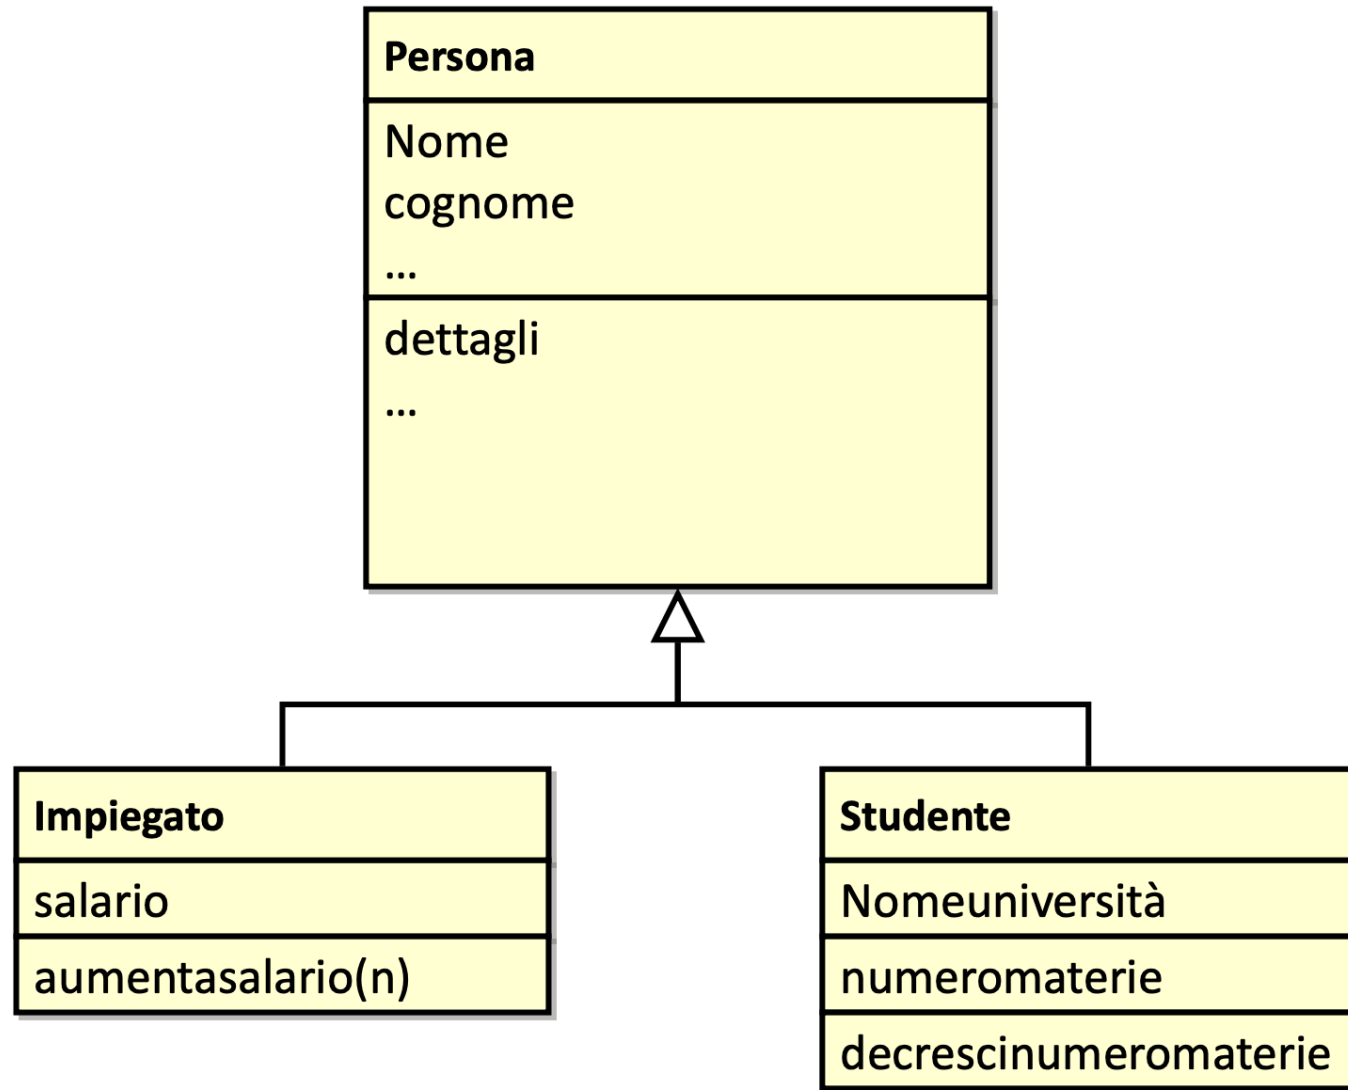 Persona
Nome
cognome
...
dettagli
...
Impiegato
salario
aumentasalario(n)
Studente
Nomeuniversità
numeromaterie
decrescinumeromaterie